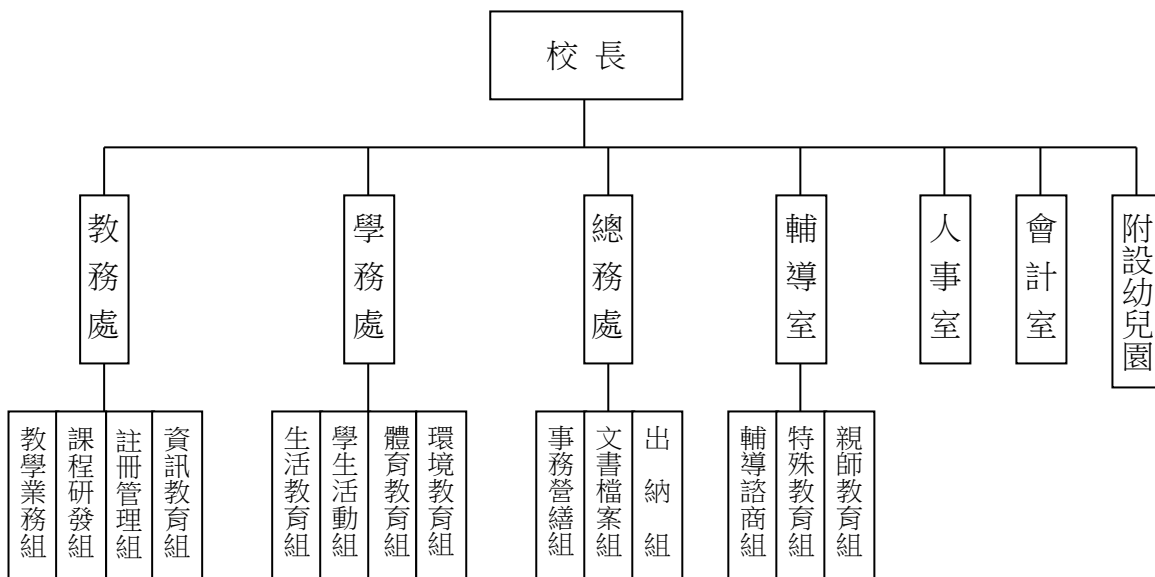 校長
教務處
學務處
總務處
輔導室
人事室
會計室
附設幼兒園
教學業務組
課程研發組
註冊管理組
資訊教育組
生活教育組
學生活動組
體育教育組
環境教育組
事務營繕組
文書檔案組
出納組
輔導諮商組
特殊教育組
親師教育組